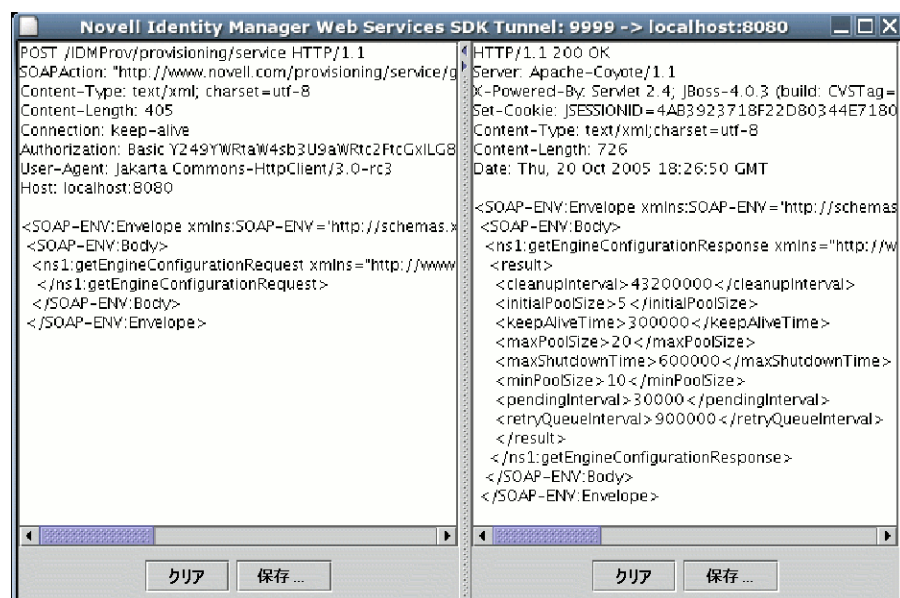 Novell Identity Manager Web Services SDK Tunnel: 9999 -> localhost:8080
POST /IDMProv/provisioning/service HTTP/1.1
SOAPAction: "http://www.novell.com/provisioning/service/g
Content-Type: text/xml; charset=utf-8
Content-Length: 405
Connection: keep-alive
Authorization: Basic
User-Agent: Jakarta Commons-HttpClient/3.0-rc3
Host: localhost:8080
<SOAP-ENV:Envelope xmlns:SOAP-ENV="http://schemas.x
<SOAP-ENV:Body>
<ns1:getEngineConfigurationRequest xmlns="http://www
</ns1:getEngineConfigurationRequest>
</SOAP-ENV:Body>
</SOAP-ENV:Envelope>
クリア
保存...
HTTP/1.1 200 OK
Server: Apache-Coyote/1.1
X-Powered-By: Servlet 2.4; JBoss-4.0.3 (build: CVSTag=
Set-Cookie: JSESSIONID=4AB3923718F22D80344E7180
Content-Type: text/xml;charset=utf-8
Content-Length: 726
Date: Thu, 20 Oct 2005 18:26:50 GMT
<SOAP-ENV:Envelope xmlns:SOAP-ENV="http://schemas
<SOAP-ENV:Body>
<ns1:getEngineConfigurationResponse xmlns="http://w
<result>
<cleanupInterval>43200000</cleanupInterval>
<initialPoolSize>5</initialPoolSize>
<keepAliveTime>300000</keepAliveTime>
<maxPoolSize>20</maxPoolSize>
<maxShutdownTime>600000</maxShutdownTime>
<minPoolSize>10</minPoolSize>
<pendingInterval>30000</pendingInterval>
<retryQueueInterval>900000</retryQueueInterval>
</result>
</ns1:getEngineConfigurationResponse>
</SOAP-ENV:Body>
</SOAP-ENV:Envelope>
クリア
保存...